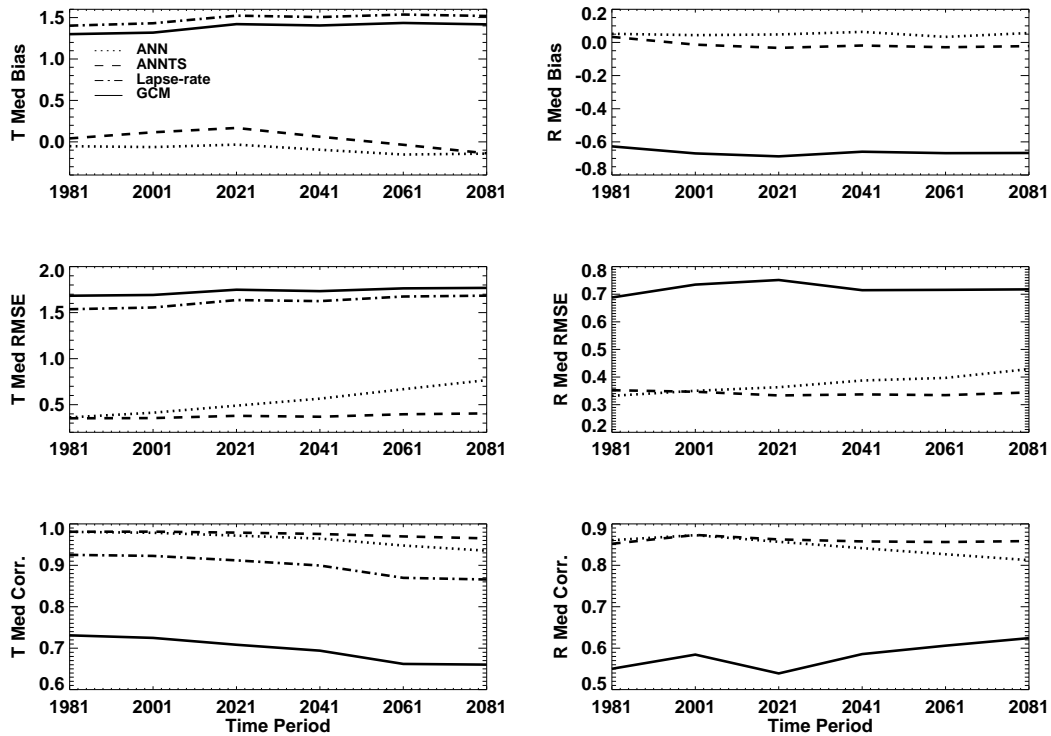 T Med Bias
1.5
1.0
0.5
0.0
ANN
ANNTS
Lapse-rate
GCM
1981 2001 2021 2041 2061 2081
R Med Bias
0.2
0.0
-0.2
-0.4
-0.6
-0.8
1981 2001 2021 2041 2061 2081
T Med RMSE
2.0
1.5
1.0
0.5
1981 2001 2021 2041 2061 2081
R Med RMSE
0.8
0.7
0.6
0.5
0.4
0.3
0.2
1981 2001 2021 2041 2061 2081
T Med Corr.
1.0
0.9
0.8
0.7
0.6
1981 2001 2021 2041 2061 2081
Time Period
R Med Corr.
0.9
0.8
0.7
0.6
0.5
1981 2001 2021 2041 2061 2081
Time Period